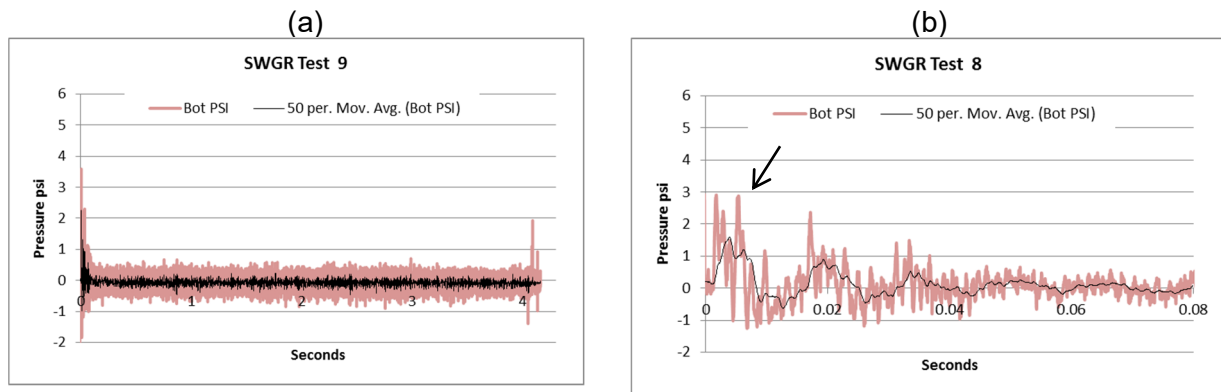 (a)
SWGR Test 9
Bot PSI 50 per. Mov. Avg. (Bot PSI)
Pressure psi
6
5
4
3
2
1
0
-1
-2
0 1 2 3 4
Seconds
(b)
SWGR Test 8
Bot PSI 50 per. Mov. Avg. (Bot PSI)
Pressure psi
6
5
4
3
2
1
0
-1
-2
0 0.02 0.04 0.06 0.08
Seconds